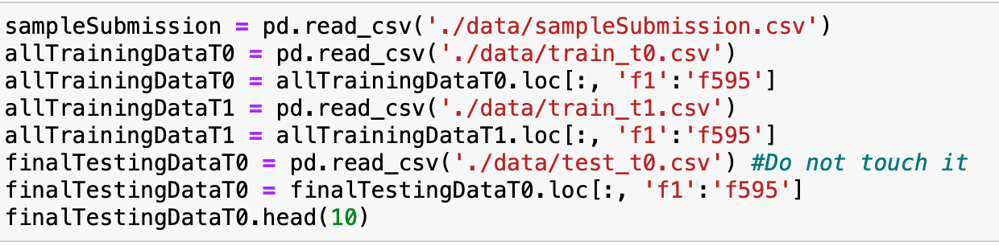 sampleSubmission = pd.read_csv('./data/sampleSubmission.csv')
allTrainingDataT0 = pd.read_csv('./data/train_t0.csv')
allTrainingDataT0 = allTrainingDataT0.loc[:, 'f1':'f595']
allTrainingDataT1 = pd.read_csv('./data/train_t1.csv')
allTrainingDataT1 = allTrainingDataT1.loc[:, 'f1':'f595']
finalTestingDataT0 = pd.read_csv('./data/test_t0.csv') #Do not touch it
finalTestingDataT0 = finalTestingDataT0.loc[:, 'f1':'f595']
finalTestingDataT0.head(10)